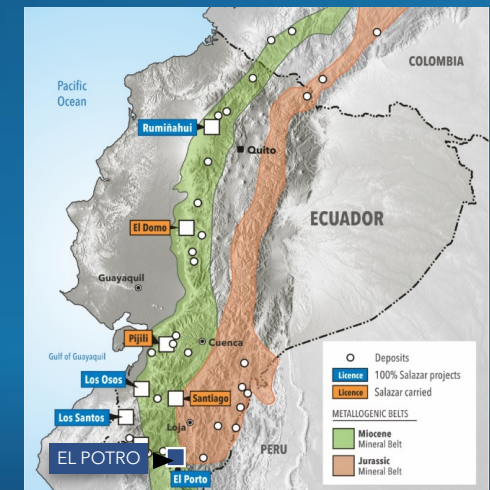 COLOMBIA
Pacific
Ocean
Rumiñahui
Quito
ECUADOR
El Domo
Guayaquil
Pijili
Cuenca
Gulf of Guayaquil
Los Osos
Santiago
Los Santos
Loja
EL POTRO
El Porto
PERU
Deposits
Licence 100% Salazar projects
Licence Salazar carried
METALLOGENIC BELTS
Miocene
Mineral Belt
Jurassic
Mineral Belt